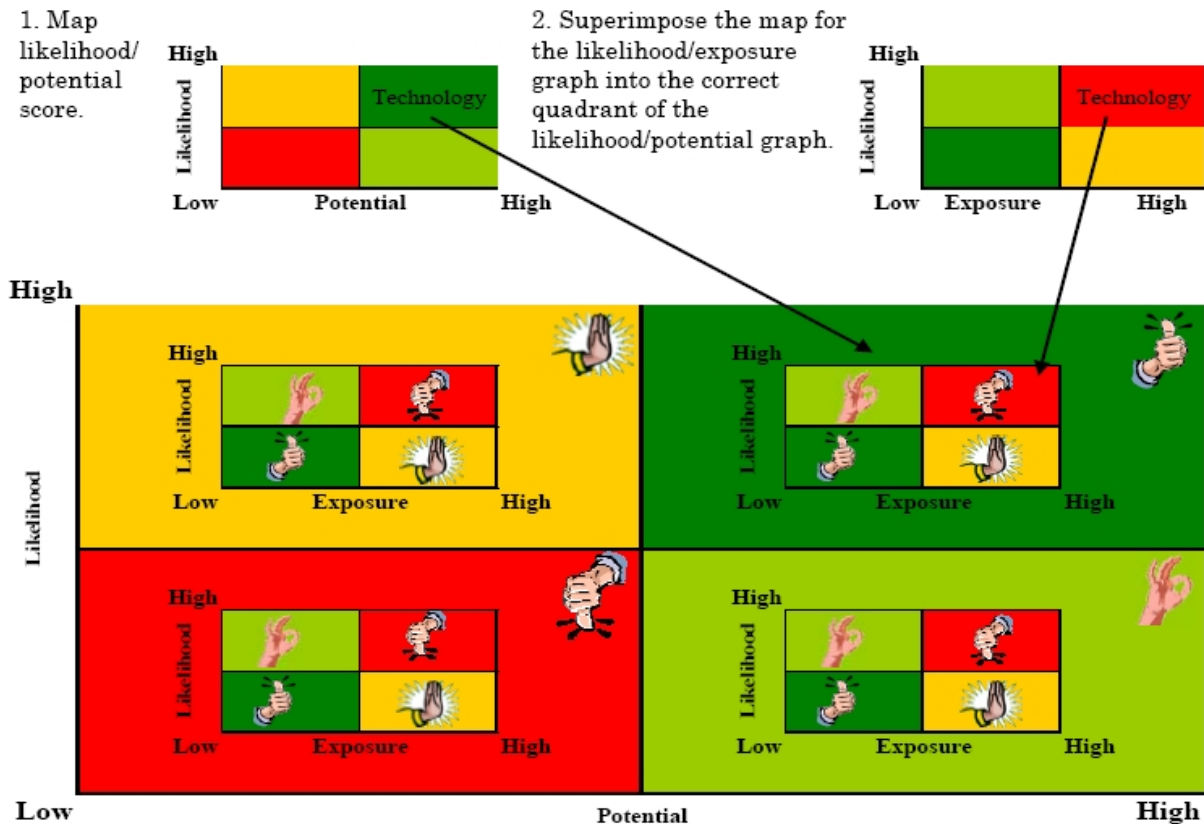 1. Map
likelihood/
potential
score.
High
Likelihood
Technology
Low
Potential
High
2. Superimpose the map for
the likelihood/exposure
graph into the correct
quadrant of the
likelihood/potential graph.
High
Likelihood
Technology
Low
Exposure
High
High
Likelihood
High
Likelihood
Low
Exposure
High
High
Likelihood
Low
Exposure
High
High
Likelihood
Low
Exposure
High
High
Likelihood
Low
Exposure
High
Low
Potential
High